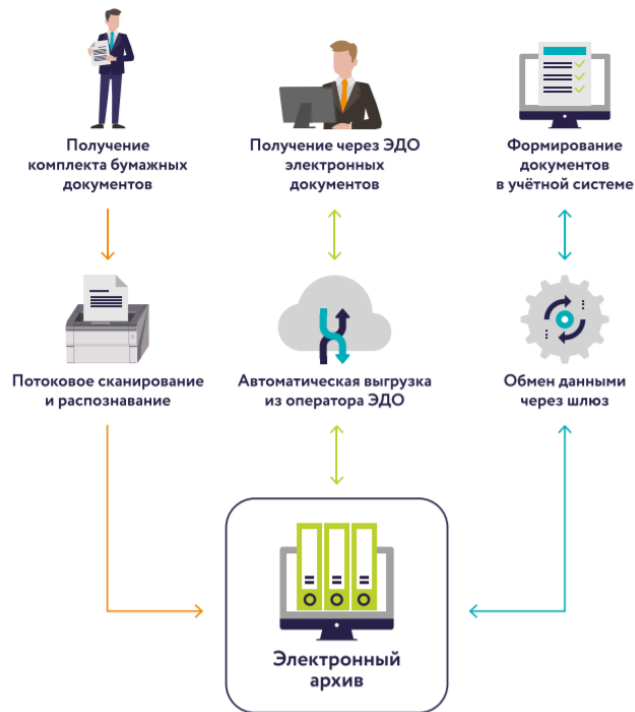 Получение
комплекта бумажных
документов
Получение через ЭДО
электронных
документов
Формирование
документов
в учётной системе
Потоковое сканирование
и распознавание
Автоматическая выгрузка
из оператора ЭДО
Обмен данными
через шлюз
Электронный
архив